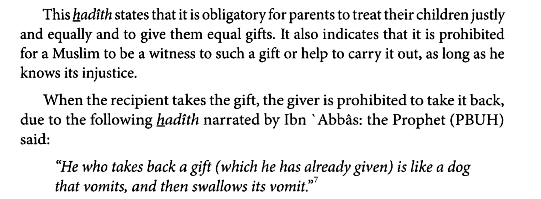 This hadîth states that it is obligatory for parents to treat their children justly
and equally and to give them equal gifts. It also indicates that it is prohibited
for a Muslim to be a witness to such a gift or help to carry it out, as long as he
knows its injustice.
When the recipient takes the gift, the giver is prohibited to take it back,
due to the following hadîth narrated by Ibn `Abbâs: the Prophet (PBUH)
said:
"He who takes back a gift (which he has already given) is like a dog
that vomits, and then swallows its vomit."7